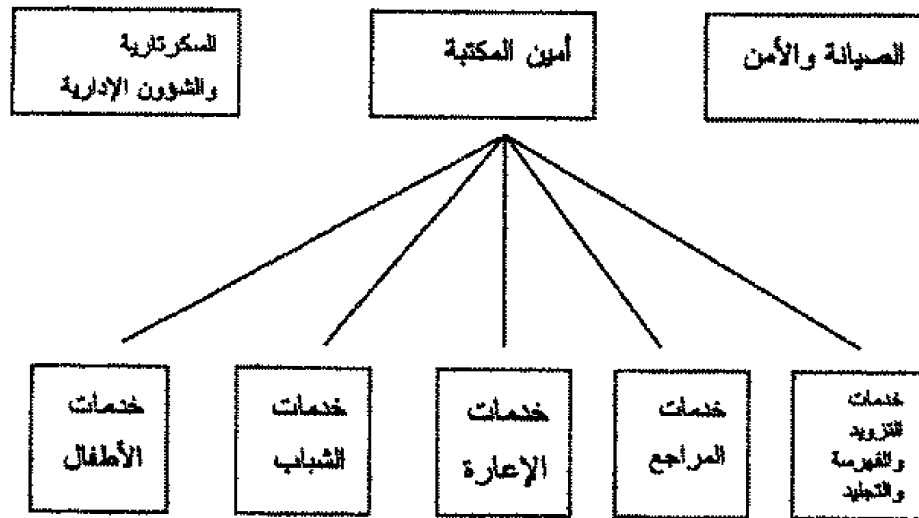 الصيانة والأمن
أمين المكتبة
السكرتارية
والشؤون الإدارية
خدمات
التزويد
والفهرسة
والتجليد
خدمات
المراجع
خدمات
الإعارة
خدمات
الشباب
خدمات
الأطفال